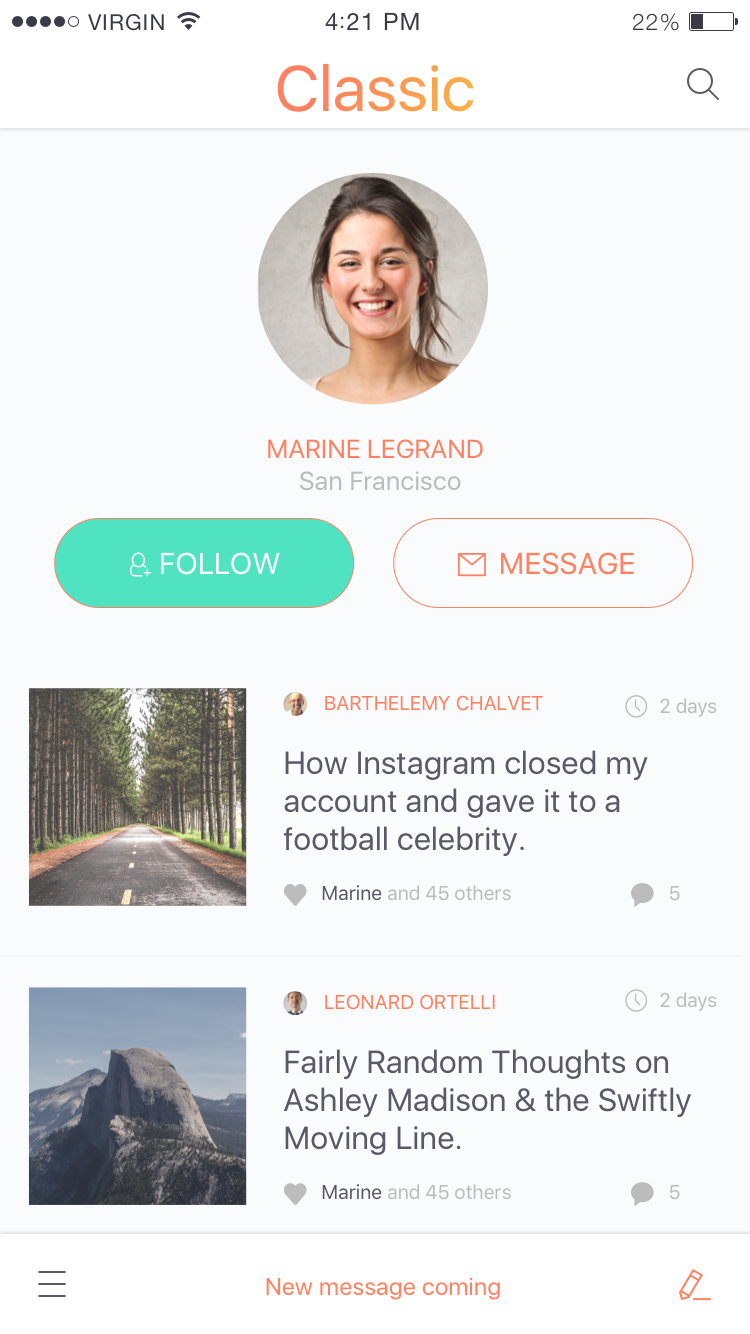 VIRGIN 4:21 PM 22%
Classic
MARINE LEGRAND
San Francisco
FOLLOW
MESSAGE
BARTHELEMY CHALVET 2 days
How Instagram closed my
account and gave it to a
football celebrity.
Marine and 45 others 5
LEONARD ORTELLI 2 days
Fairly Random Thoughts on
Ashley Madison & the Swiftly
Moving Line.
Marine and 45 others 5
New message coming